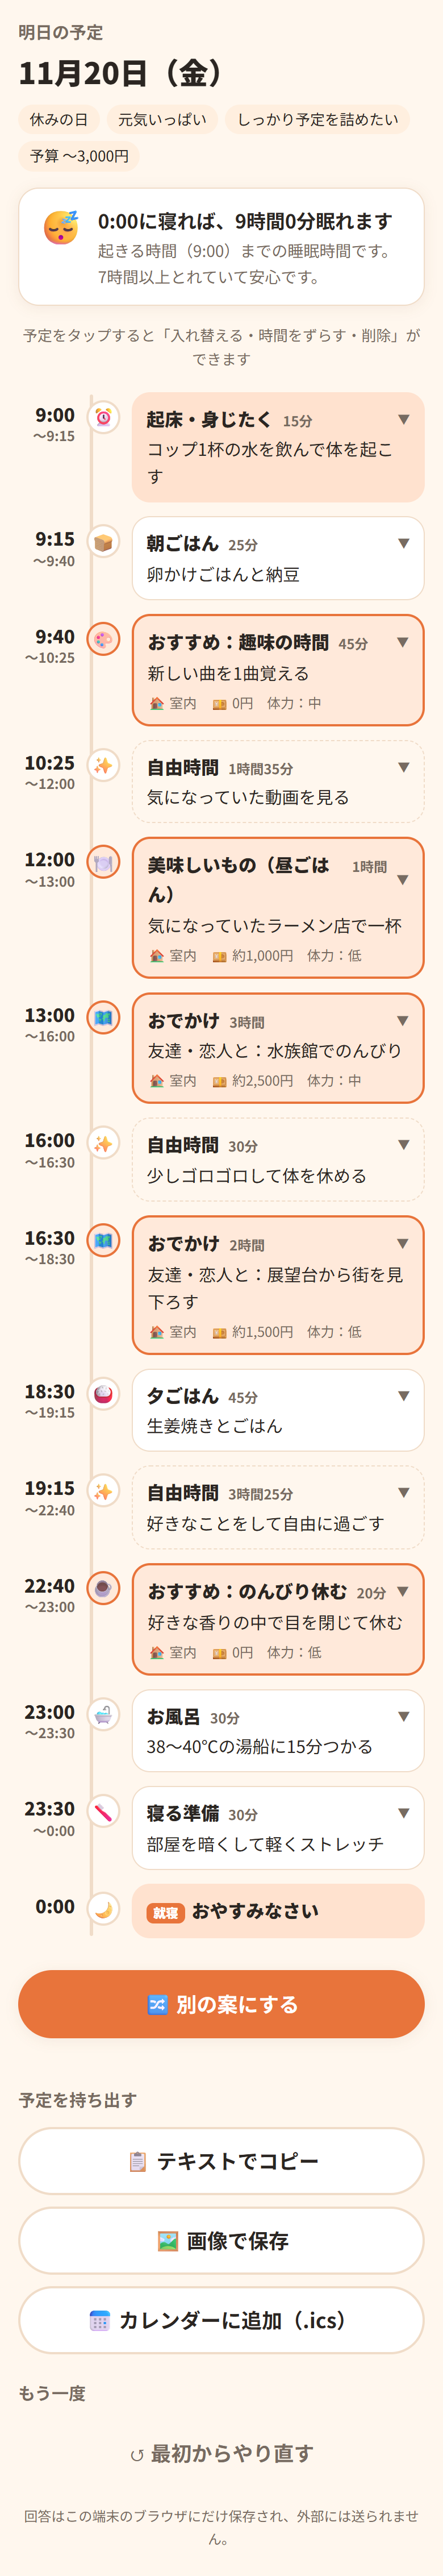 明日の予定
11月20日（金）
休みの日 元気いっぱい しっかり予定を詰めたい
予算 〜3,000円
0:00に寝れば、9時間0分眠れます
起きる時間（9:00）までの睡眠時間です。
7時間以上とれていて安心です。
予定をタップすると「入れ替える・時間をずらす・削除」が
できます
9:00
〜9:15
起床・身じたく 15分 ▼
コップ1杯の水を飲んで体を起こ
す
9:15
〜9:40
朝ごはん 25分 ▼
卵かけごはんと納豆
9:40
〜10:25
おすすめ：趣味の時間 45分 ▼
新しい曲を1曲覚える
室内 0円 体力：中
10:25
〜12:00
自由時間 1時間35分 ▼
気になっていた動画を見る
12:00
〜13:00
美味しいもの（昼ごは 1時間 ▼
ん）
気になっていたラーメン店で一杯
室内 約1,000円 体力：低
13:00
〜16:00
おでかけ 3時間 ▼
友達・恋人と：水族館でのんびり
室内 約2,500円 体力：中
16:00
〜16:30
自由時間 30分 ▼
少しゴロゴロして体を休める
16:30
〜18:30
おでかけ 2時間 ▼
友達・恋人と：展望台から街を見
下ろす
室内 約1,500円 体力：低
18:30
〜19:15
夕ごはん 45分 ▼
生姜焼きとごはん
19:15
〜22:40
自由時間 3時間25分 ▼
好きなことをして自由に過ごす
22:40
〜23:00
おすすめ：のんびり休む 20分 ▼
好きな香りの中で目を閉じて休む
室内 0円 体力：低
23:00
〜23:30
お風呂 30分 ▼
38〜40℃の湯船に15分つかる
23:30
〜0:00
寝る準備 30分 ▼
部屋を暗くして軽くストレッチ
0:00
就寝 おやすみなさい
別の案にする
予定を持ち出す
テキストでコピー
画像で保存
カレンダーに追加（.ics）
もう一度
最初からやり直す
回答はこの端末のブラウザにだけ保存され、外部には送られませ
ん。